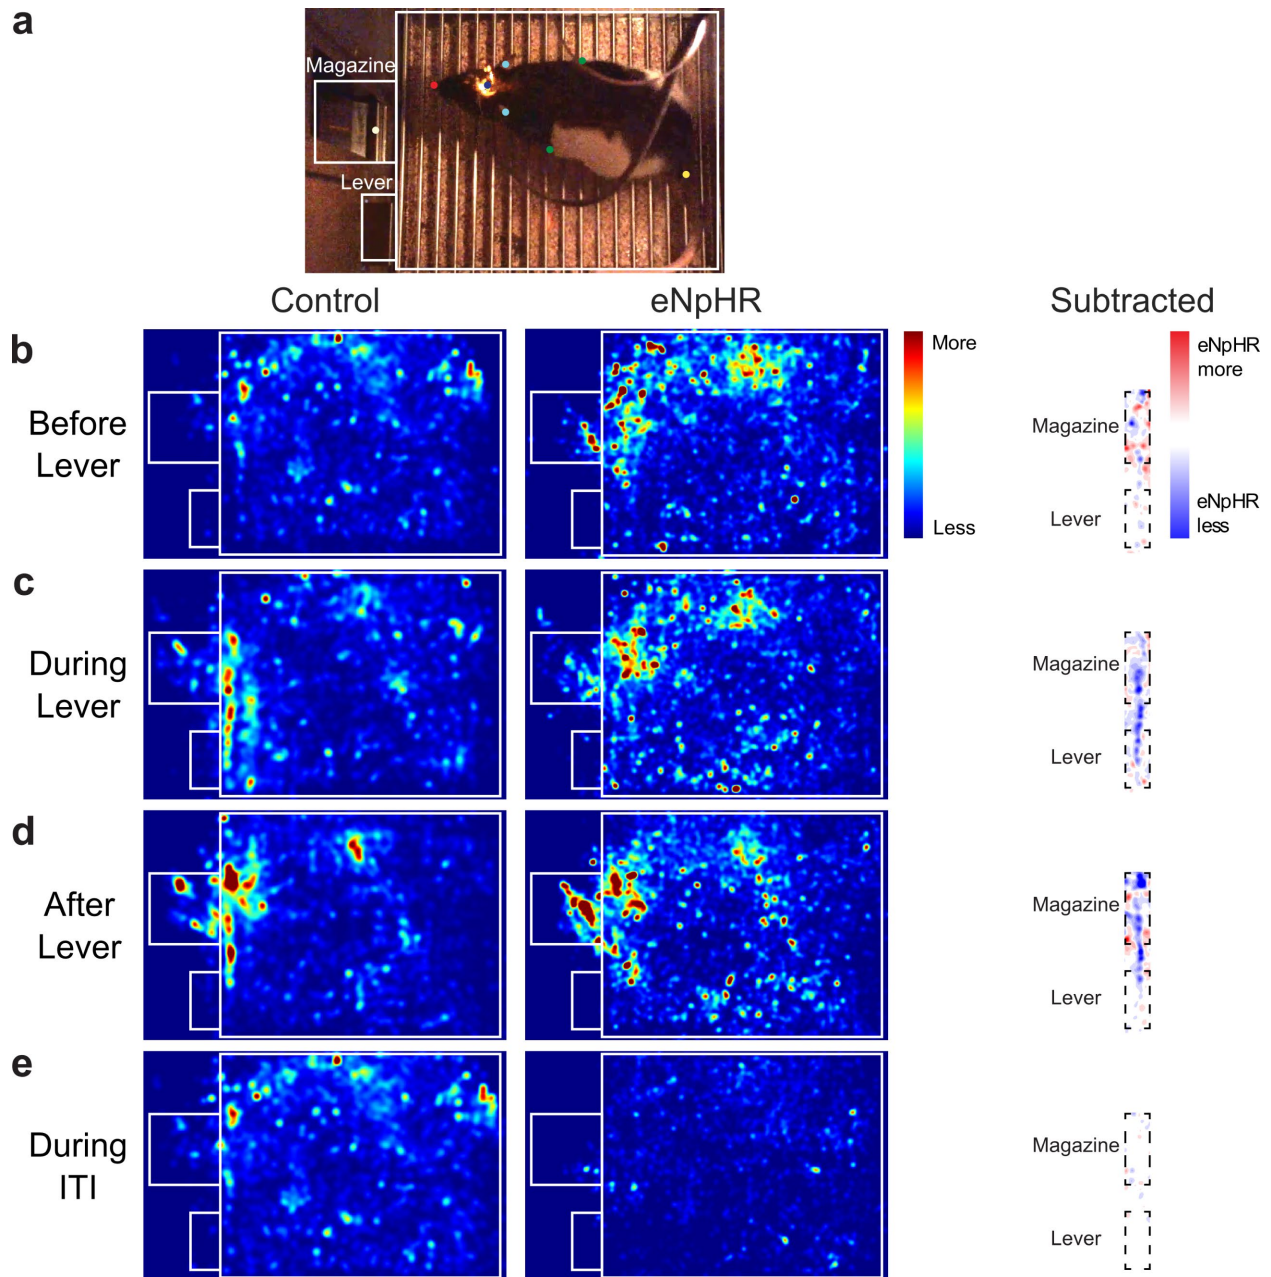 a
Magazine
Lever
Control
eNpHR
Subtracted
b
Before
Lever
More
Less
Magazine
Lever
eNpHR
more
eNpHR
less
c
During
Lever
Magazine
Lever
d
After
Lever
Magazine
Lever
e
During
ITI
Magazine
Lever